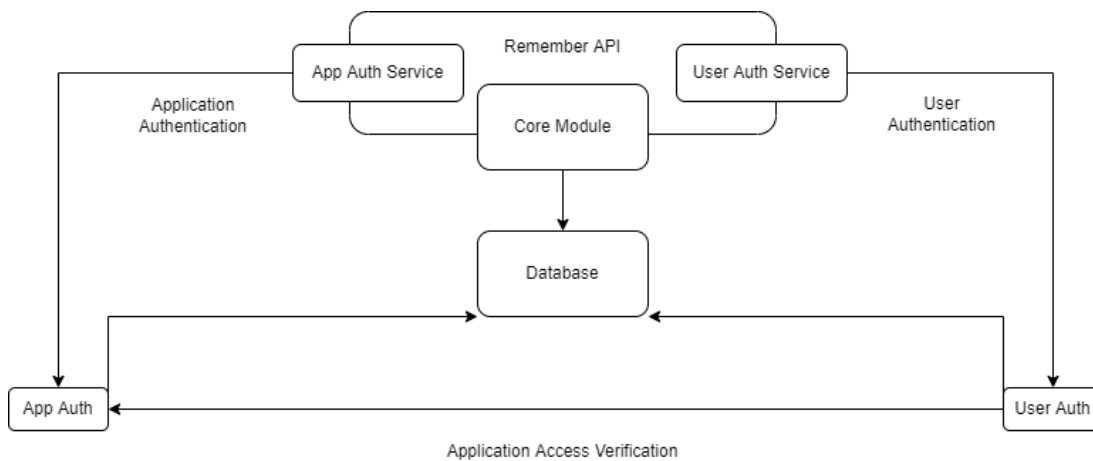 Remember API
App Auth Service
User Auth Service
Application
Authentication
User
Authentication
Core Module
Database
App Auth
User Auth
Application Access Verification